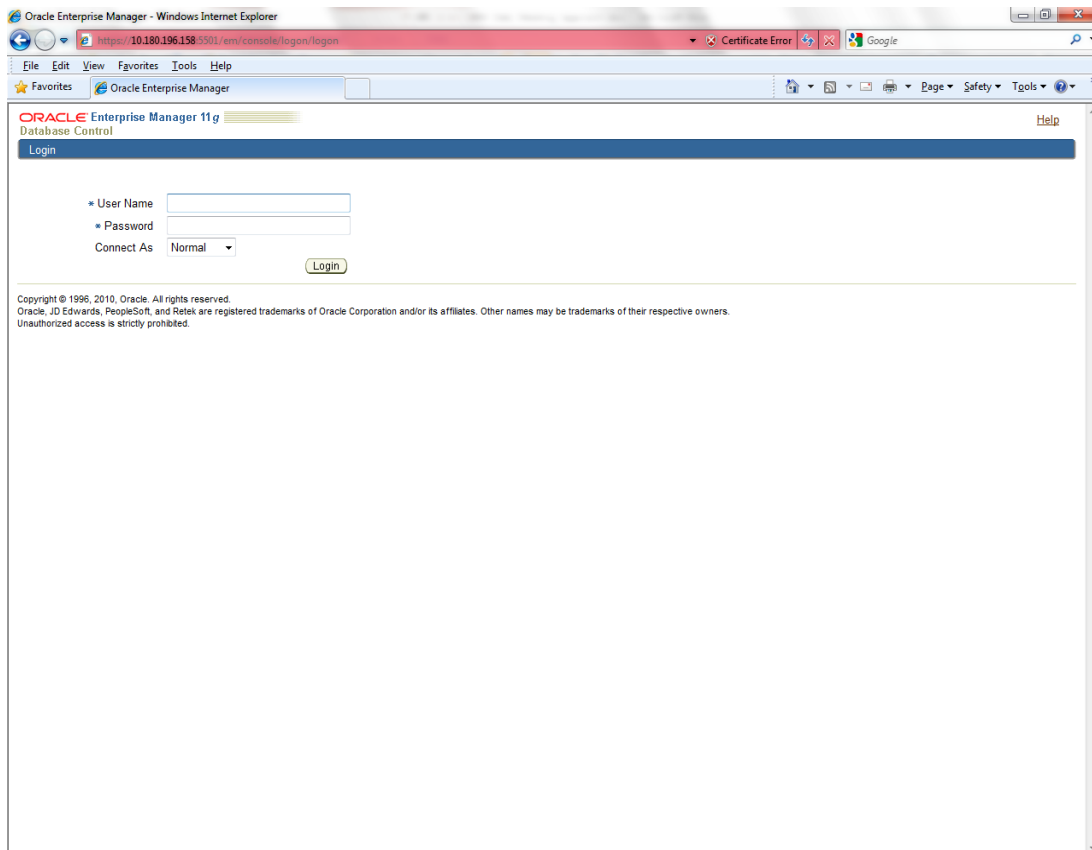 Oracle Enterprise Manager - Windows Internet Explorer
https://10.180.196.158:5501/em/console/logon/logon
Certificate Error
Google
File Edit View Favorites Tools Help
Favorites
Oracle Enterprise Manager
Page Safety Tools
ORACLE Enterprise Manager 11g
Database Control
Help
Login
* User Name
* Password
Connect As Normal
Login
Copyright © 1996, 2010, Oracle. All rights reserved.
Oracle, JD Edwards, PeopleSoft, and Retek are registered trademarks of Oracle Corporation and/or its affiliates. Other names may be trademarks of their respective owners.
Unauthorized access is strictly prohibited.